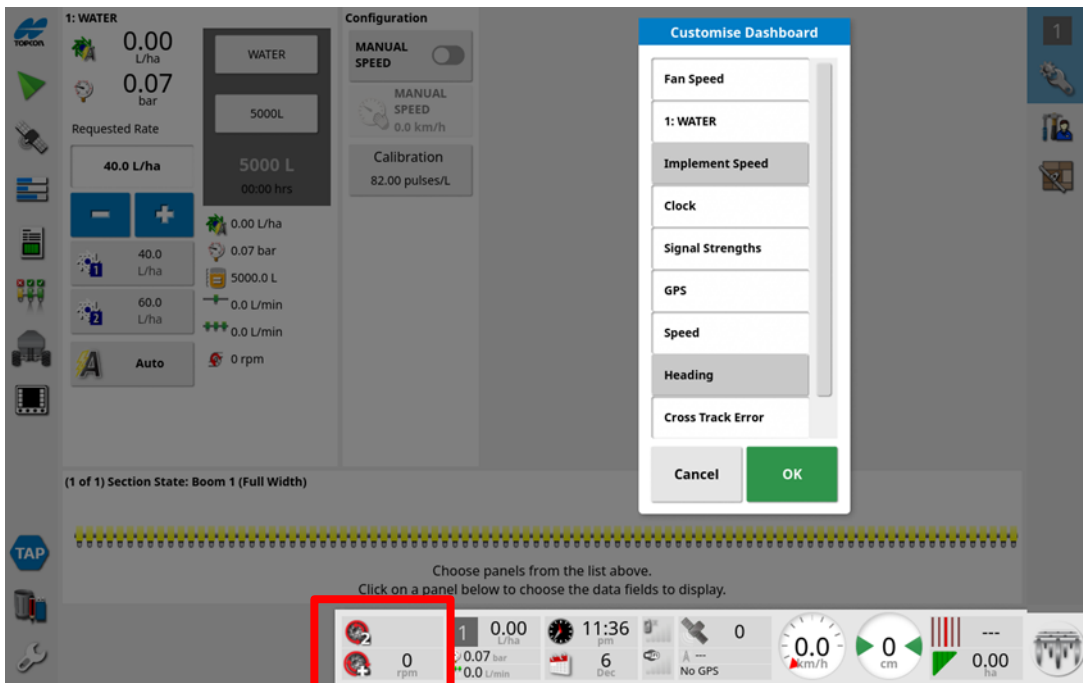 TOPCON
1: WATER
0.00
L/ha
0.07
bar
Requested Rate
40.0 L/ha
40.0
L/ha
1
60.0
L/ha
2
A
Auto
WATER
5000L
5000 L
00:00 hrs
0.00 L/ha
0.07 bar
5000.0 L
0.0 L/min
0.0 L/min
0 rpm
Configuration
MANUAL
SPEED
MANUAL
SPEED
0.0 km/h
Calibration
82.00 pulses/L
Customise Dashboard
Fan Speed
1: WATER
Implement Speed
Clock
Signal Strengths
GPS
Speed
Heading
Cross Track Error
Cancel
OK
1
(1 of 1) Section State: Boom 1 (Full Width)
TAP
Choose panels from the list above.
Click on a panel below to choose the data fields to display.
2
0
rpm
1
0.00
L/ha
0.07 bar
0.0 L/min
11:36
pm
6
Dec
0
A ---
No GPS
0.0
km/h
0
cm
---
0.00
ha